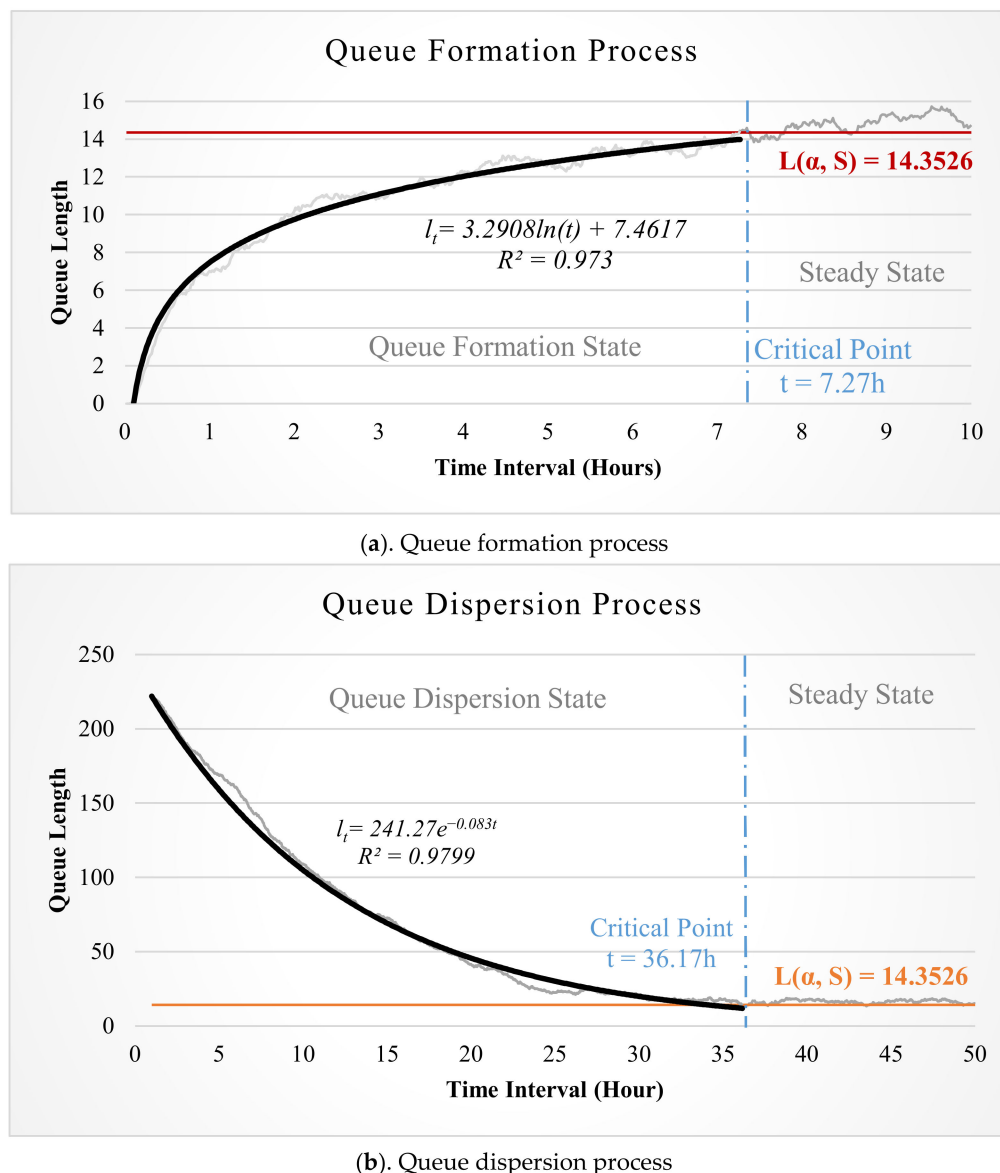 Queue Formation Process
16
14
12
10
8
6
4
2
0
Queue Length
L(α, S) = 14.3526
lₜ= 3.2908ln(t) + 7.4617
R² = 0.973
Steady State
Queue Formation State
Critical Point
t = 7.27h
0 1 2 3 4 5 6 7 8 9 10
Time Interval (Hours)
(a). Queue formation process
Queue Dispersion Process
250
200
150
100
50
0
Queue Length
Queue Dispersion State
Steady State
lₜ= 241.27e⁻⁰·⁰⁸³ᵗ
R² = 0.9799
Critical Point
t = 36.17h
L(α, S) = 14.3526
0 5 10 15 20 25 30 35 40 45 50
Time Interval (Hour)
(b). Queue dispersion process